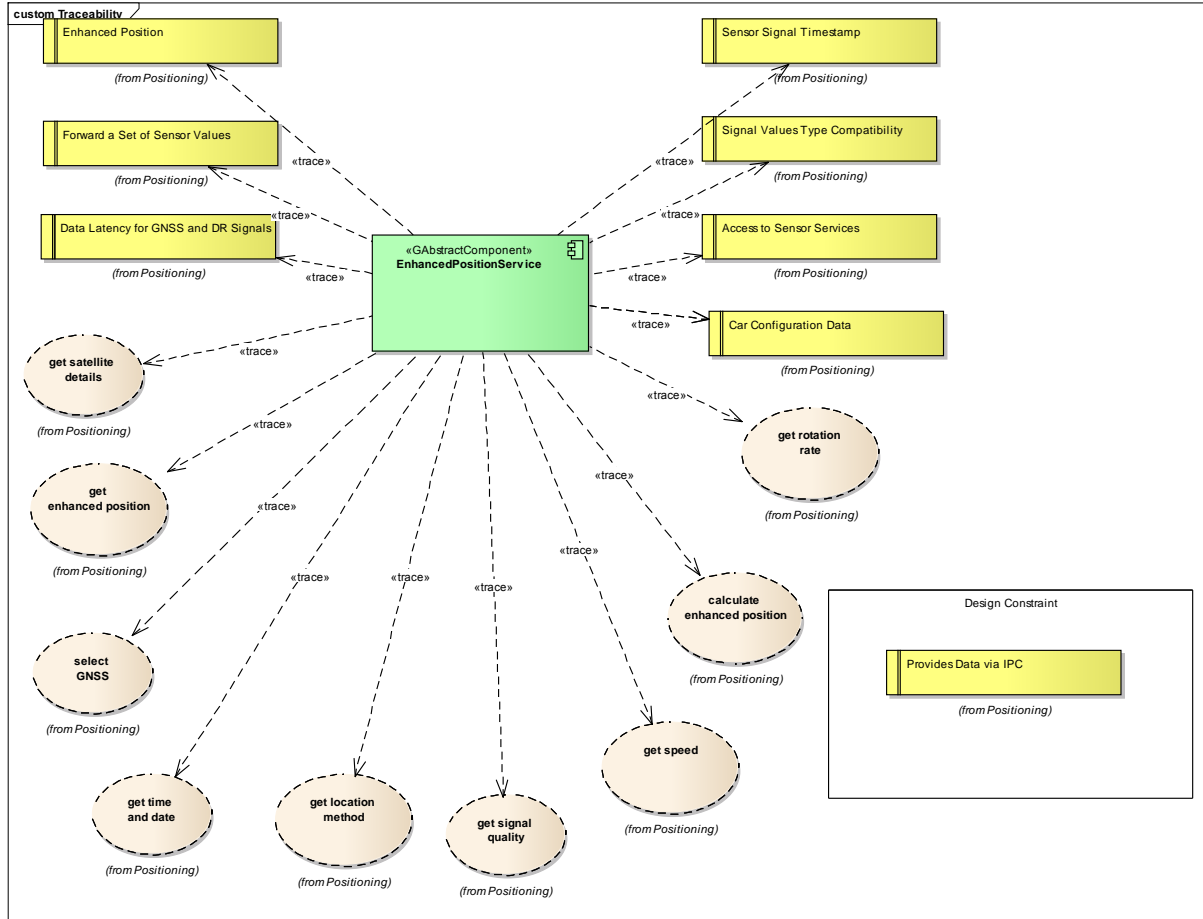 custom Traceability
Enhanced Position
(from Positioning)
Sensor Signal Timestamp
(from Positioning)
Forward a Set of Sensor Values
(from Positioning)
Signal Values Type Compatibility
(from Positioning)
«trace»
«trace»
Data Latency for GNSS and DR Signals
(from Positioning)
«trace»
«trace»
Access to Sensor Services
(from Positioning)
«GAbstractComponent»
EnhancedPositionService
«trace»
«trace»
Car Configuration Data
(from Positioning)
«trace»
get satellite
details
(from Positioning)
«trace»
«trace»
get rotation
rate
(from Positioning)
get
enhanced position
(from Positioning)
«trace»
«trace»
«trace»
select
GNSS
(from Positioning)
«trace»
«trace»
«trace»
«trace»
calculate
enhanced position
(from Positioning)
Design Constraint
Provides Data via IPC
(from Positioning)
get time
and date
(from Positioning)
get location
method
(from Positioning)
get signal
quality
(from Positioning)
get speed
(from Positioning)